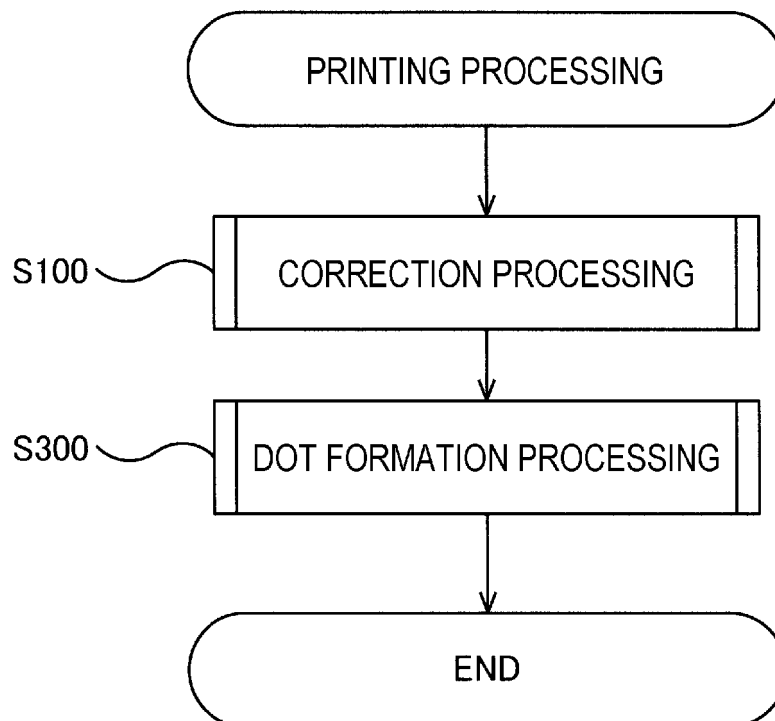 PRINTING PROCESSING
S100
CORRECTION PROCESSING
S300
DOT FORMATION PROCESSING
END